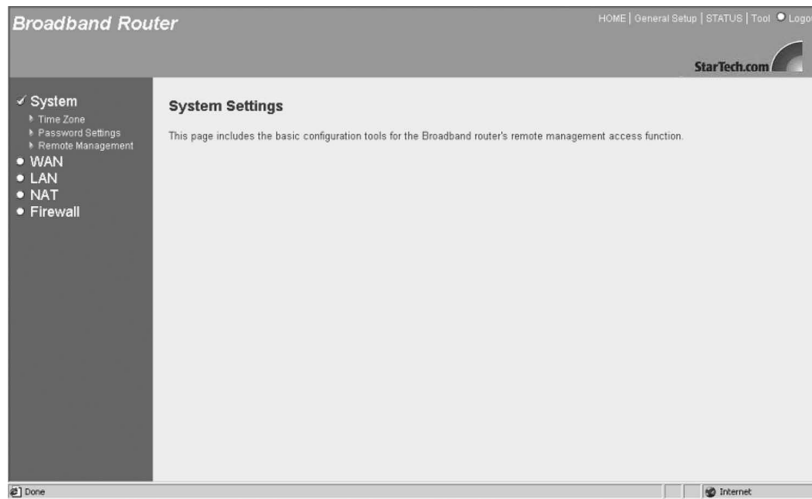 Broadband Router
HOME | General Setup | STATUS | Tool Logou
StarTech.com
System
Time Zone
Password Settings
Remote Management
WAN
LAN
NAT
Firewall
System Settings
This page includes the basic configuration tools for the Broadband router's remote management access function.
Done
Internet